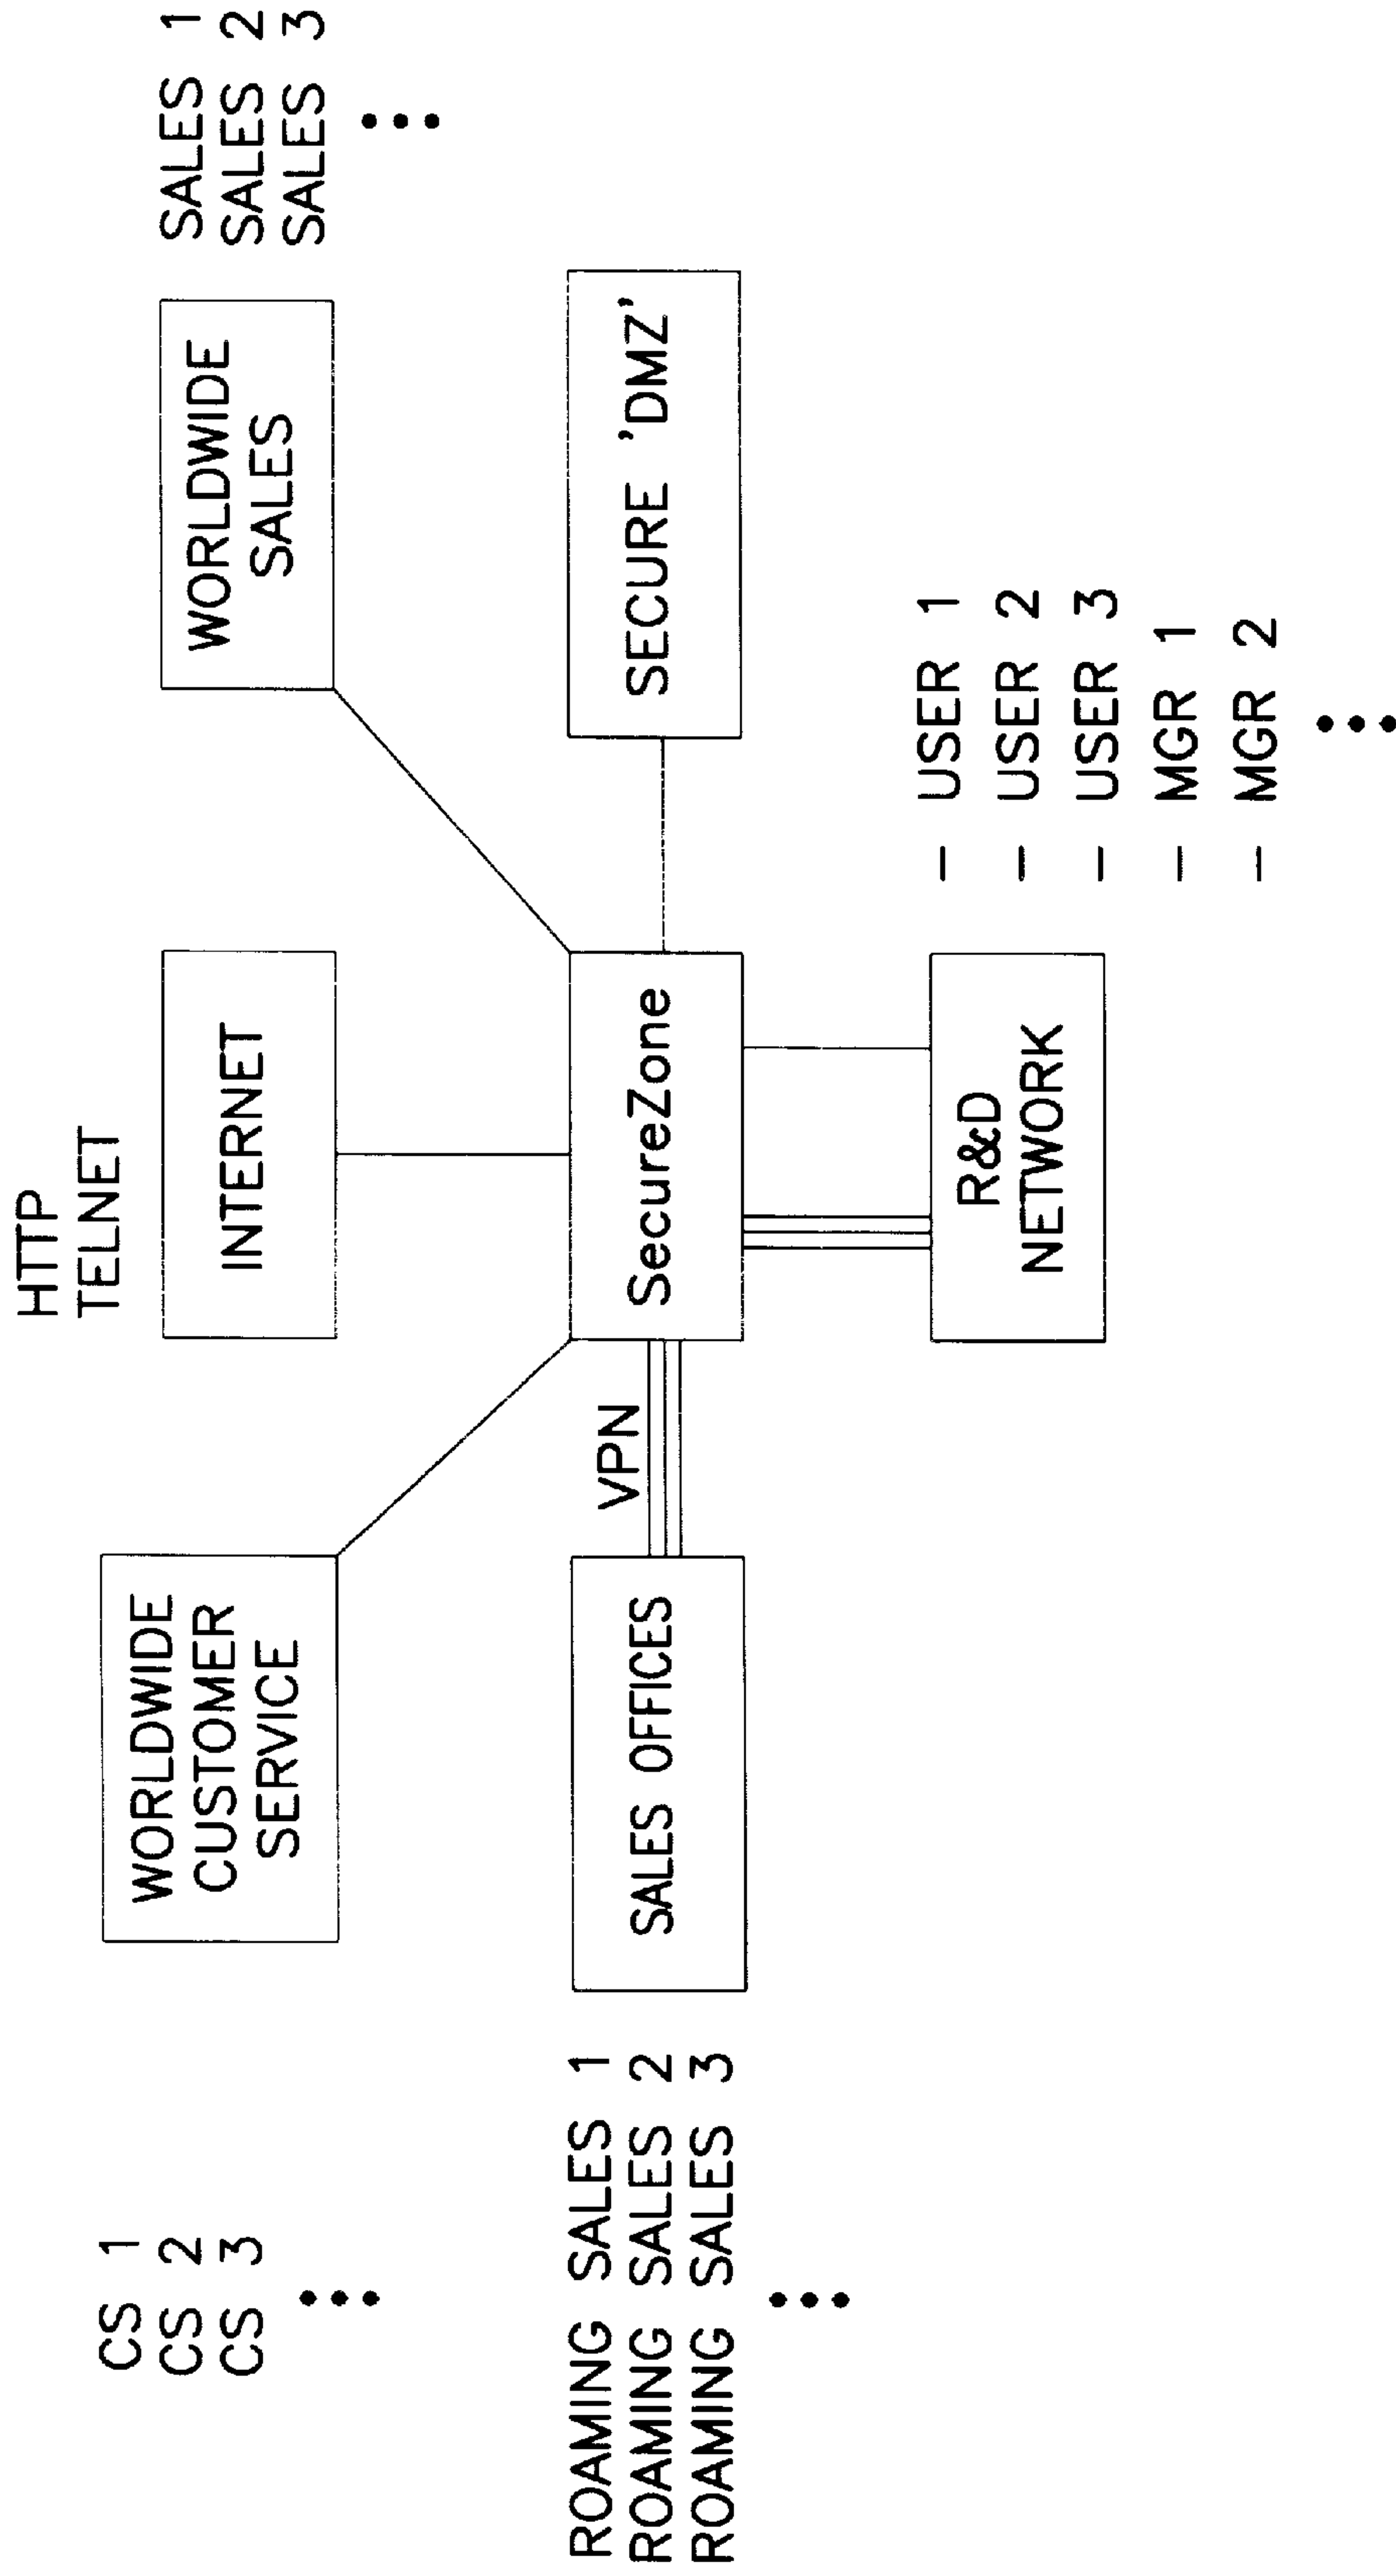 HTTP
TELNET
CS 1
CS 2
CS 3
WORLDWIDE
CUSTOMER
SERVICE
INTERNET
WORLDWIDE
SALES
SALES 1
SALES 2
SALES 3
ROAMING SALES 1
ROAMING SALES 2
ROAMING SALES 3
SALES OFFICES
VPN
SecureZone
SECURE 'DMZ'
R&D
NETWORK
– USER 1
– USER 2
– USER 3
– MGR 1
– MGR 2